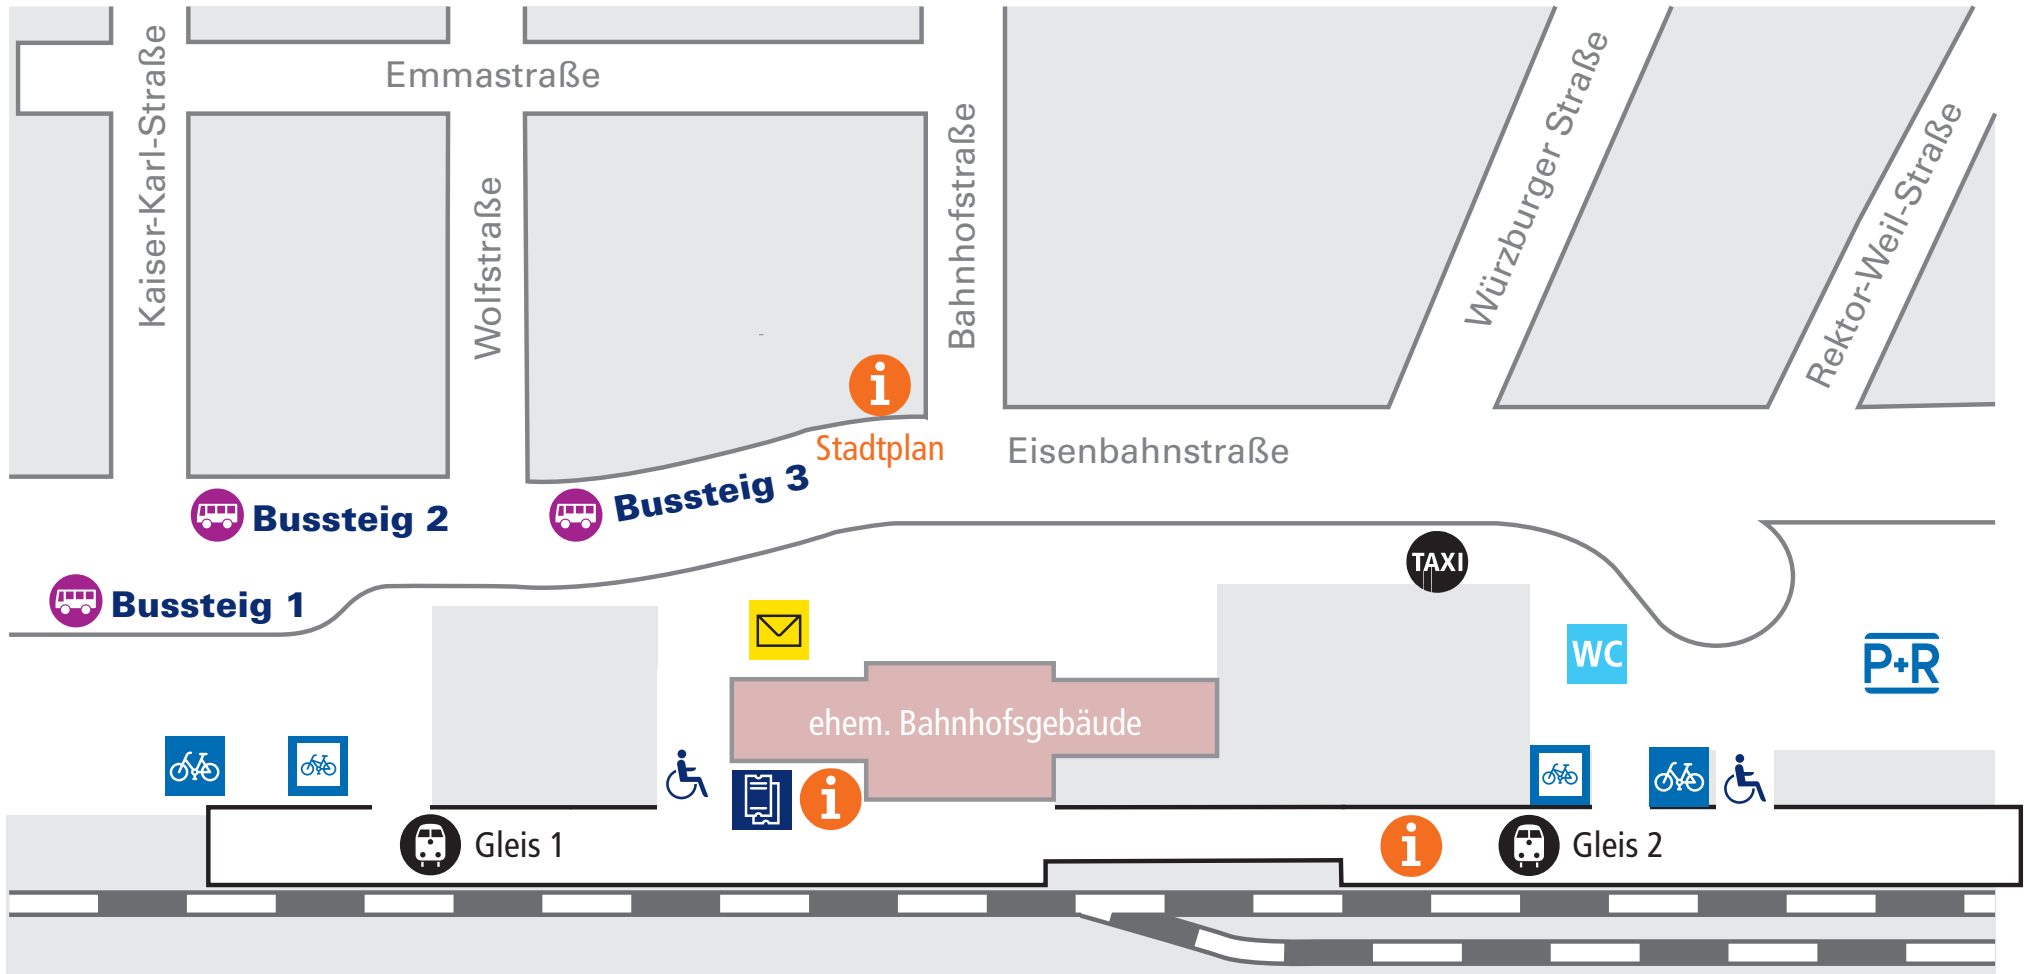 Emmastraße
Kaiser-Karl-Straße
Wolfstraße
Bahnhofstraße
Würzburger Straße
Rektor-Weil-Straße
i
Stadtplan
Eisenbahnstraße
Bussteig 3
Bussteig 2
Bussteig 1
TAXI
WC
P+R
ehem. Bahnhofsgebäude
i
Gleis 1
i
Gleis 2